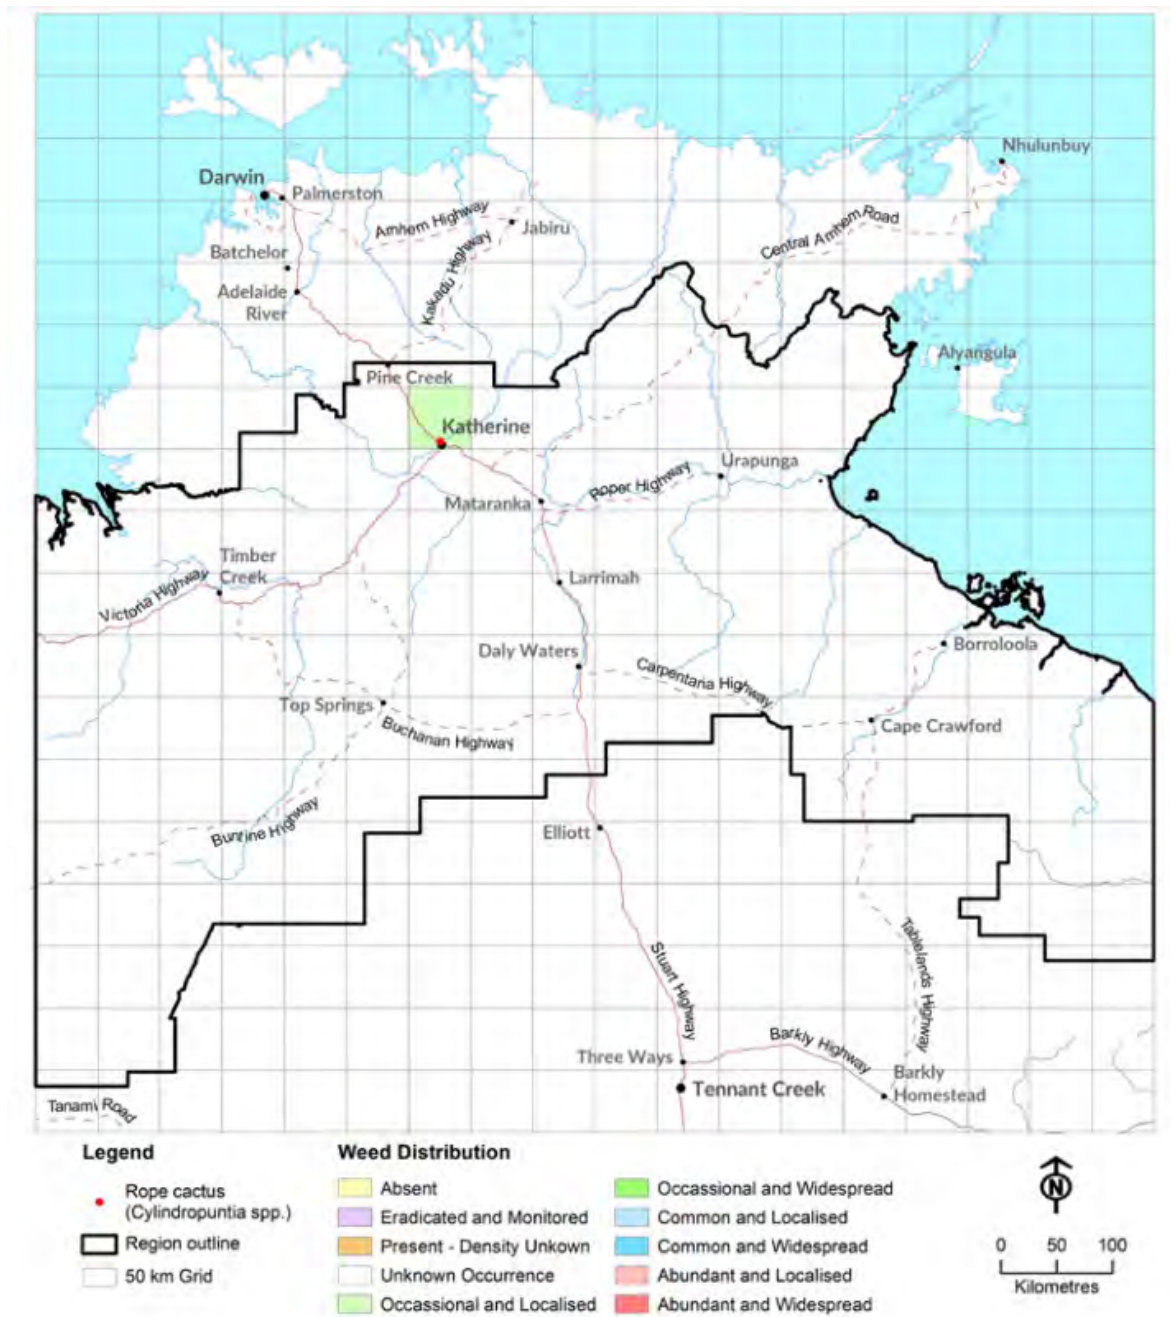 Nhulunbuy
Darwin
Palmerston
Arnhem Highway
Jabiru
Central Arnhem Road
Batchelor
Kakadu Highway
Adelaide
River
Alyangula
Pine Creek
Katherine
Urapunga
Roper Highway
Mataranka
Timber
Creek
Larrimah
Victoria Highway
Daly Waters
Borroloola
Carpentaria Highway
Top Springs
Cape Crawford
Buchanan Highway
Buntine Highway
Elliott
Tablelands Highway
Stuart Highway
Three Ways
Barkly Highway
Barkly
Homestead
Tennant Creek
Tanami Road
Legend
Rope cactus
(Cylindropuntia spp.)
Region outline
50 km Grid
Weed Distribution
Absent
Eradicated and Monitored
Present - Density Unkown
Unknown Occurrence
Occassional and Localised
Occassional and Widespread
Common and Localised
Common and Widespread
Abundant and Localised
Abundant and Widespread
N
0 50 100
Kilometres